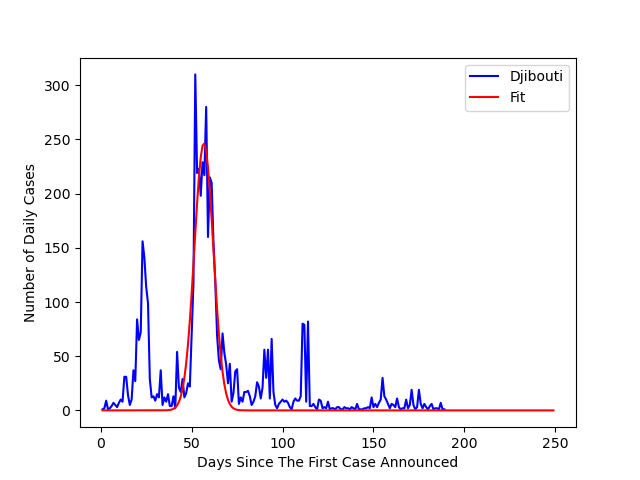 Djibouti
Fit
300
250
200
150
100
50
0
Number of Daily Cases
0 50 100 150 200 250
Days Since The First Case Announced